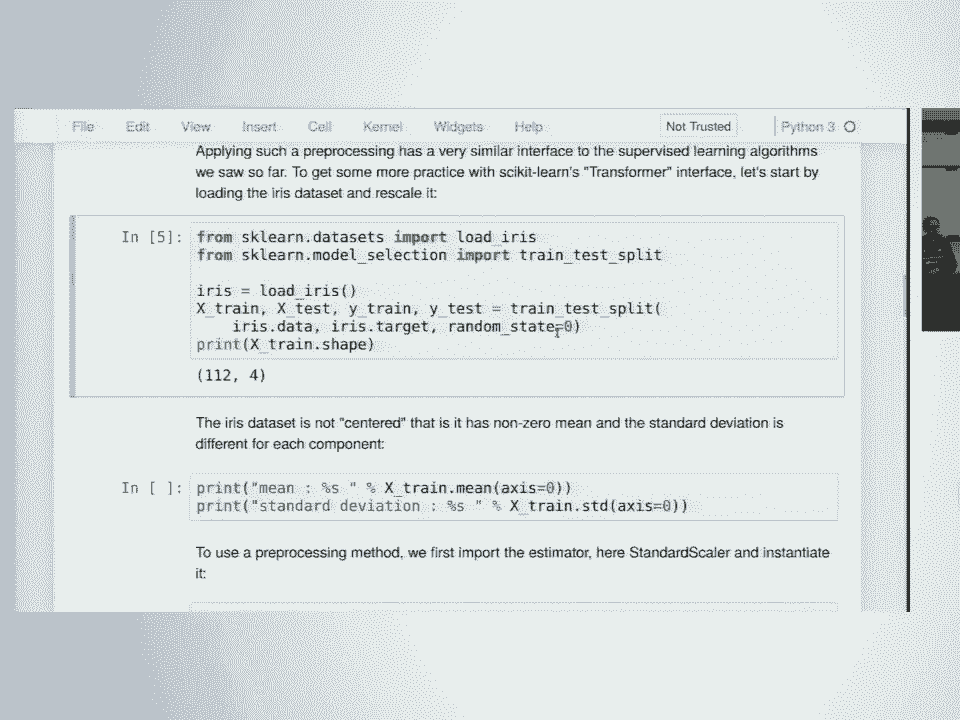 File Edit View Insert Cell Kernel Widgets Help Not Trusted Python 3
Applying such a preprocessing has a very similar interface to the supervised learning algorithms
we saw so far. To get some more practice with scikit-learn's "Transformer" interface, let's start by
loading the iris dataset and rescale it:
In [5]: from sklearn.datasets import load_iris
from sklearn.model_selection import train_test_split
iris = load_iris()
X_train, X_test, y_train, y_test = train_test_split(
iris.data, iris.target, random_state=0)
print(X_train.shape)
(112, 4)
The iris dataset is not "centered" that is it has non-zero mean and the standard deviation is
different for each component:
In [ ]: print("mean : %s " % X_train.mean(axis=0))
print("standard deviation : %s " % X_train.std(axis=0))
To use a preprocessing method, we first import the estimator, here StandardScaler and instantiate
it: